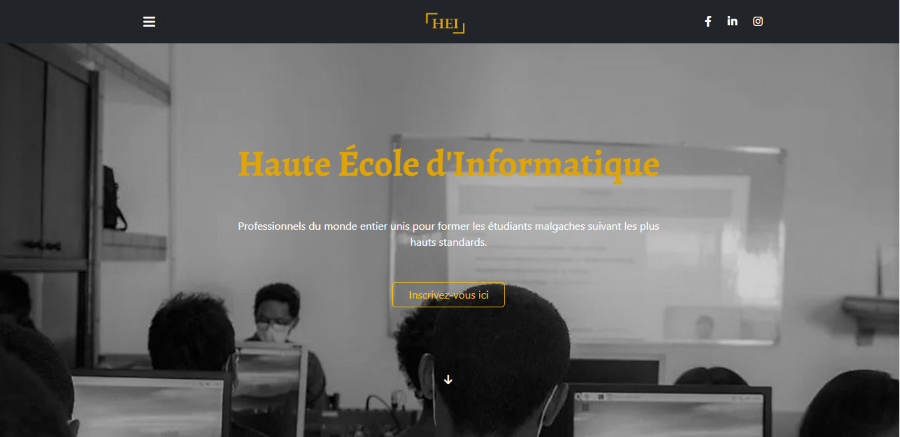 HEI
Haute École d'Informatique
Professionnels du monde entier unis pour former les étudiants malgaches suivant les plus
hauts standards.
Inscrivez-vous ici